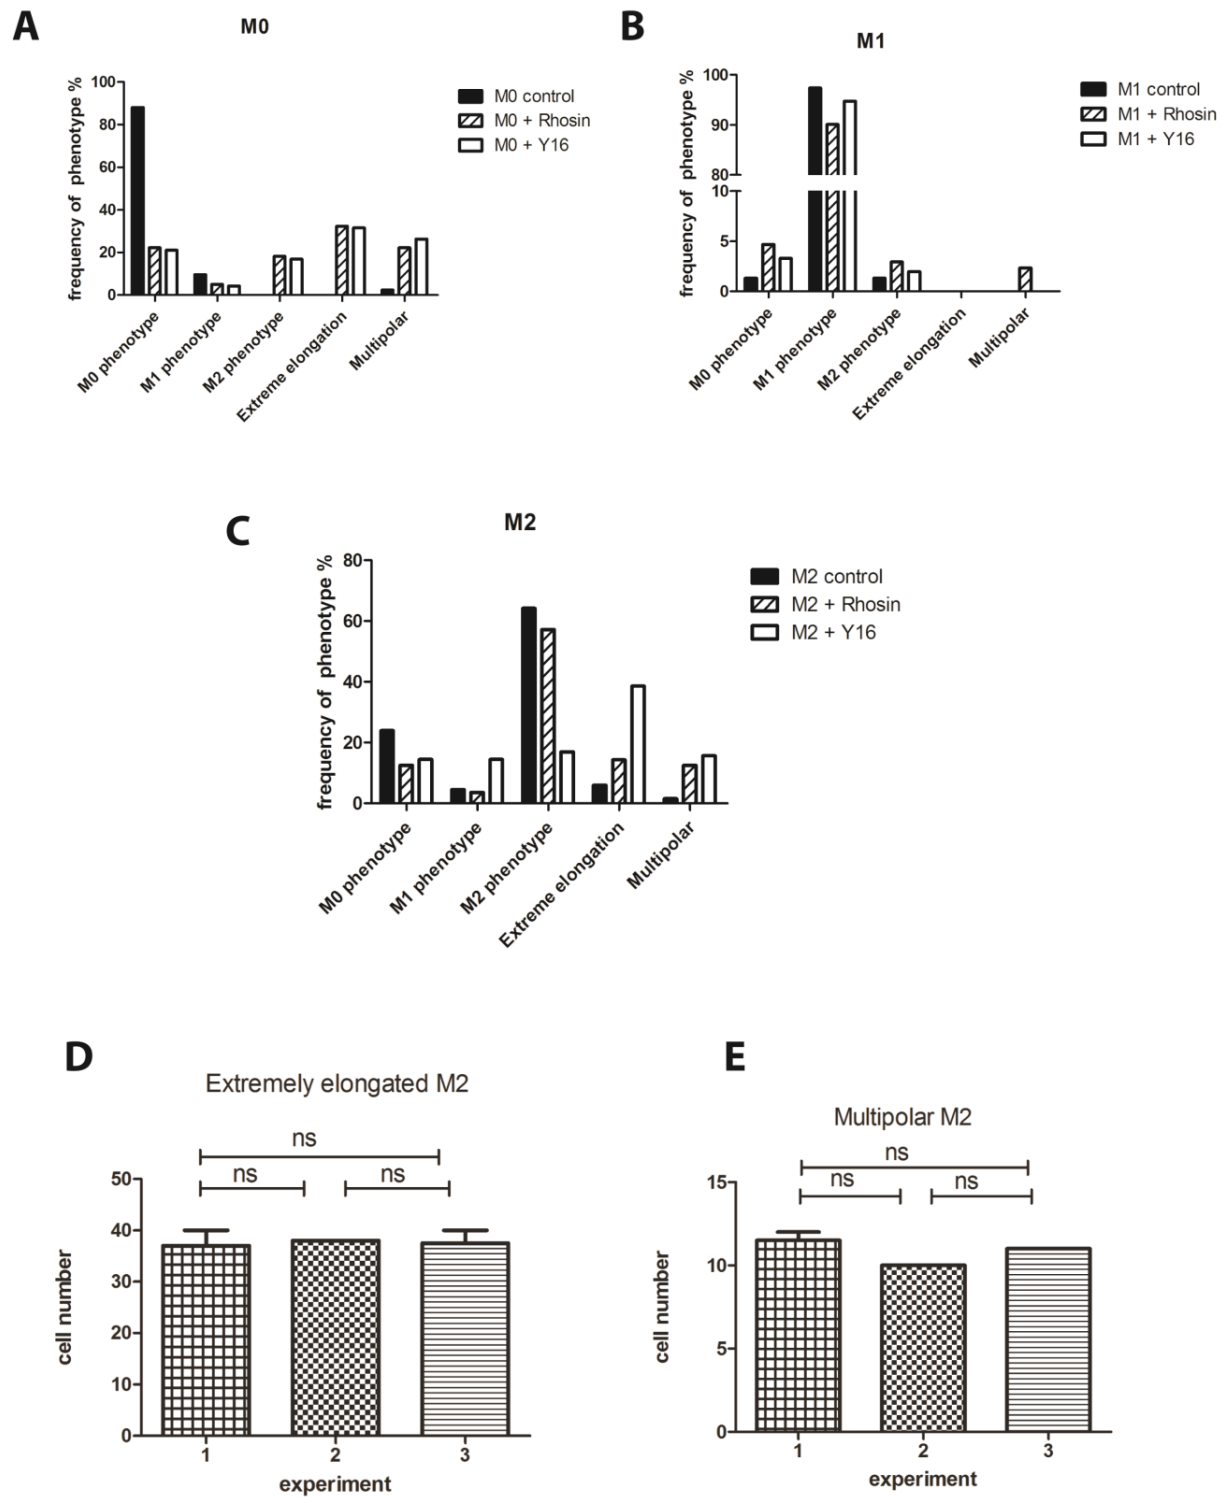 A
M0
frequency of phenotype %
100
80
60
40
20
0
M0 control
M0 + Rhosin
M0 + Y16
M0 phenotype
M1 phenotype
M2 phenotype
Extreme elongation
Multipolar
B
M1
frequency of phenotype %
100
90
80
10
5
0
M1 control
M1 + Rhosin
M1 + Y16
M0 phenotype
M1 phenotype
M2 phenotype
Extreme elongation
Multipolar
C
M2
frequency of phenotype %
80
60
40
20
0
M2 control
M2 + Rhosin
M2 + Y16
M0 phenotype
M1 phenotype
M2 phenotype
Extreme elongation
Multipolar
D
Extremely elongated M2
ns
ns ns
cell number
50
40
30
20
10
0
1 2 3
experiment
E
Multipolar M2
ns
ns ns
cell number
15
10
5
0
1 2 3
experiment